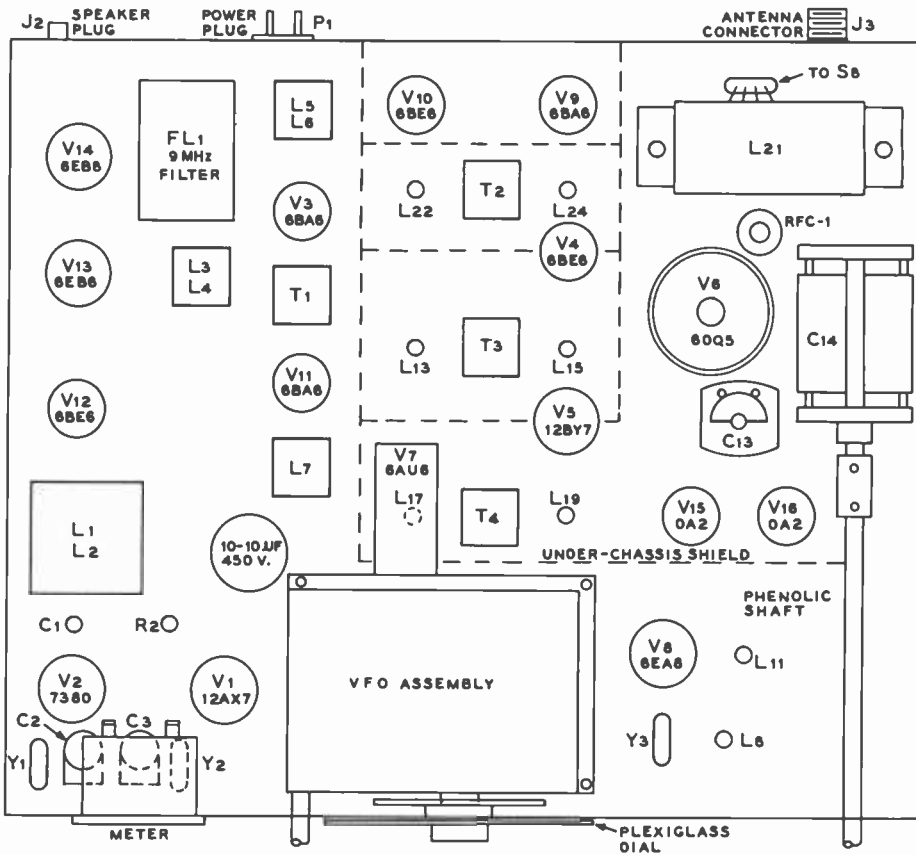 J2
SPEAKER
PLUG
POWER
PLUG
P1
ANTENNA
CONNECTOR
J3
TO S8
V14
6EB8
FL1
9 MHz
FILTER
L5
L6
V10
6BE6
V9
6BA6
L21
V3
6BA6
L22
T2
L24
RFC-1
V13
6EB8
L3
L4
T1
V4
6BE6
V6
6DQ5
C14
L13
T3
L15
V12
6BE6
V11
6BA6
V5
12BY7
C13
L7
V7
6AU6
L17
T4
L19
V15
0A2
V16
0A2
L1
L2
10-10 µF
450 V.
UNDER-CHASSIS SHIELD
PHENOLIC
SHAFT
C1
R2
V2
7360
V1
12AX7
VFO ASSEMBLY
V8
6EA8
L11
C2
C3
Y1
Y2
Y3
L8
METER
PLEXIGLASS
DIAL